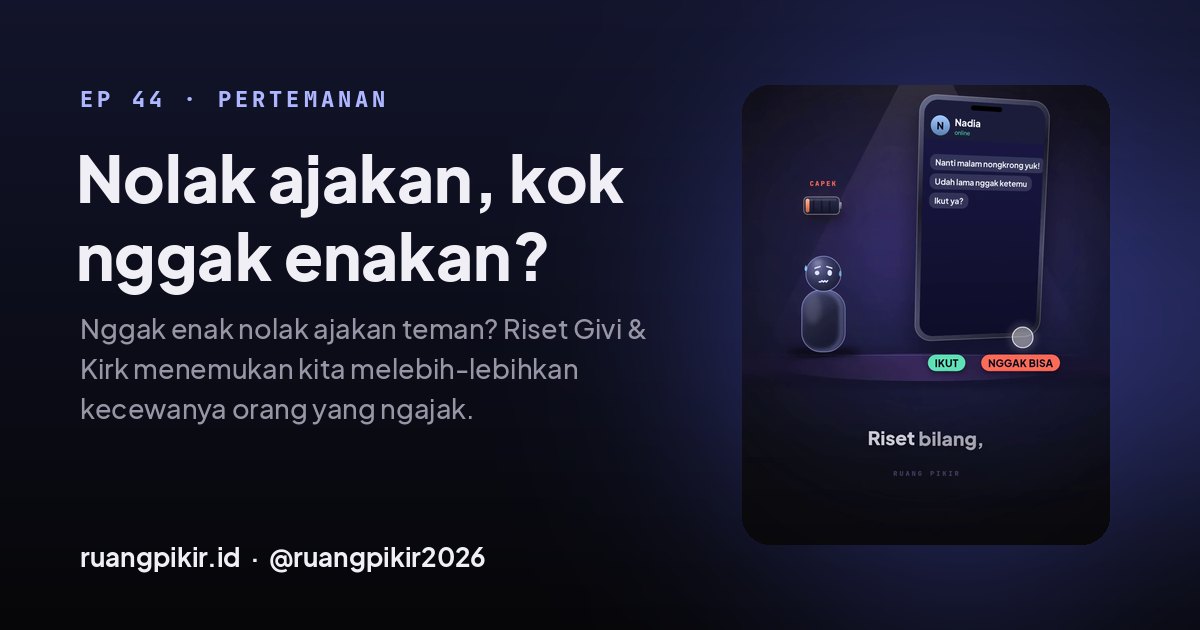 EP 44 · PERTEMANAN
Nolak ajakan, kok
nggak enakan?
Nggak enak nolak ajakan teman? Riset Givi &
Kirk menemukan kita melebih-lebihkan
kecewanya orang yang ngajak.
ruangpikir.id · @ruangpikir2026
CAPEK
N
Nadia
online
Nanti malam nongkrong yuk!
Udah lama nggak ketemu
Ikut ya?
IKUT
NGGAK BISA
Riset bilang,
RUANG PIKIR